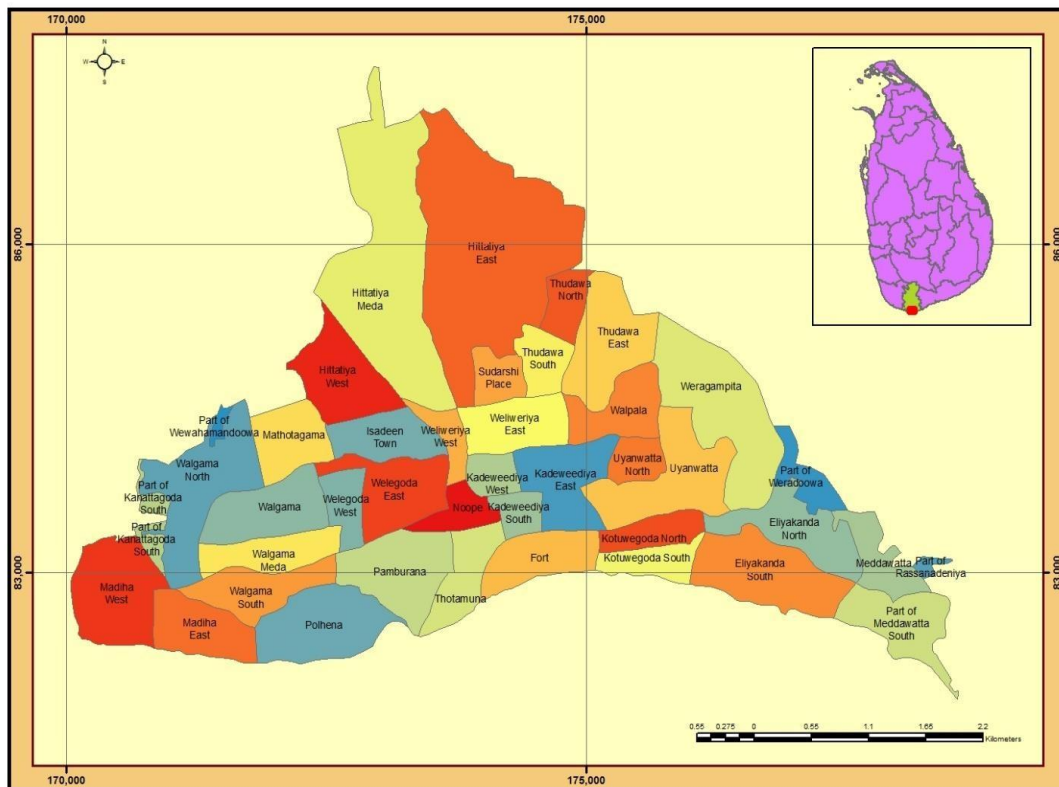 170,000
175,000
N
W
E
S
86,000
86,000
Hittatiya
East
Thudawa
North
Hittatiya
Meda
Thudawa
East
Thudawa
South
Sudarshi
Place
Hittatiya
West
Weragampita
Walpala
Part of
Wewahamandoowa
Matholagama
Isadeen
Town
Weliweriya
West
Weliweriya
East
Walgama
North
Uyanwatta
North
Uyanwatta
Part of
Weradoowa
Part of
Kanattagoda
South
Kadeweediya
West
Kadeweediya
East
Welegoda
East
Walgama
Welegoda
West
Noope
Kadeweediya
South
Part of
Kanattagoda
South
Eliyakanda
North
Kotuwegoda North
Walgama
Meda
Pamburana
Fort
Kotuwegoda South
Eliyakanda
South
Meddawatta
Part of
Rassanadeniya
83,000
83,000
Madiha
West
Walgama
South
Thotamuna
Madiha
East
Polhena
Part of
Meddawatta
South
0.55 0.275 0 0.55 1.1 1.65 2.2
Kilometers
170,000
175,000